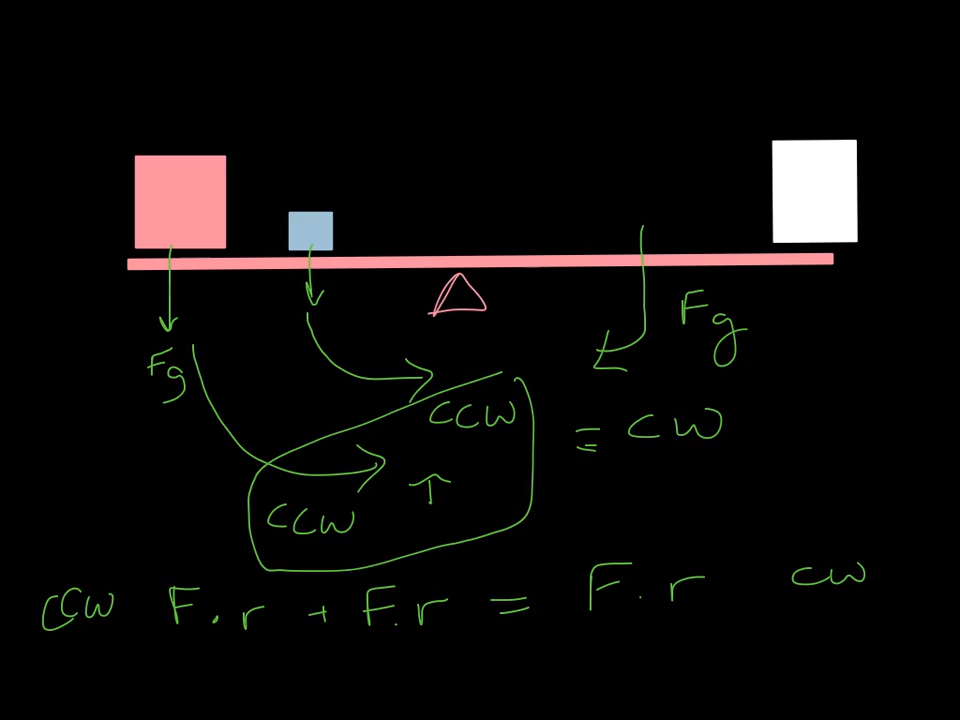 Fg
Fg
CCW
= CW
CCW ↑
CCW F.r + F.r = F.r CW